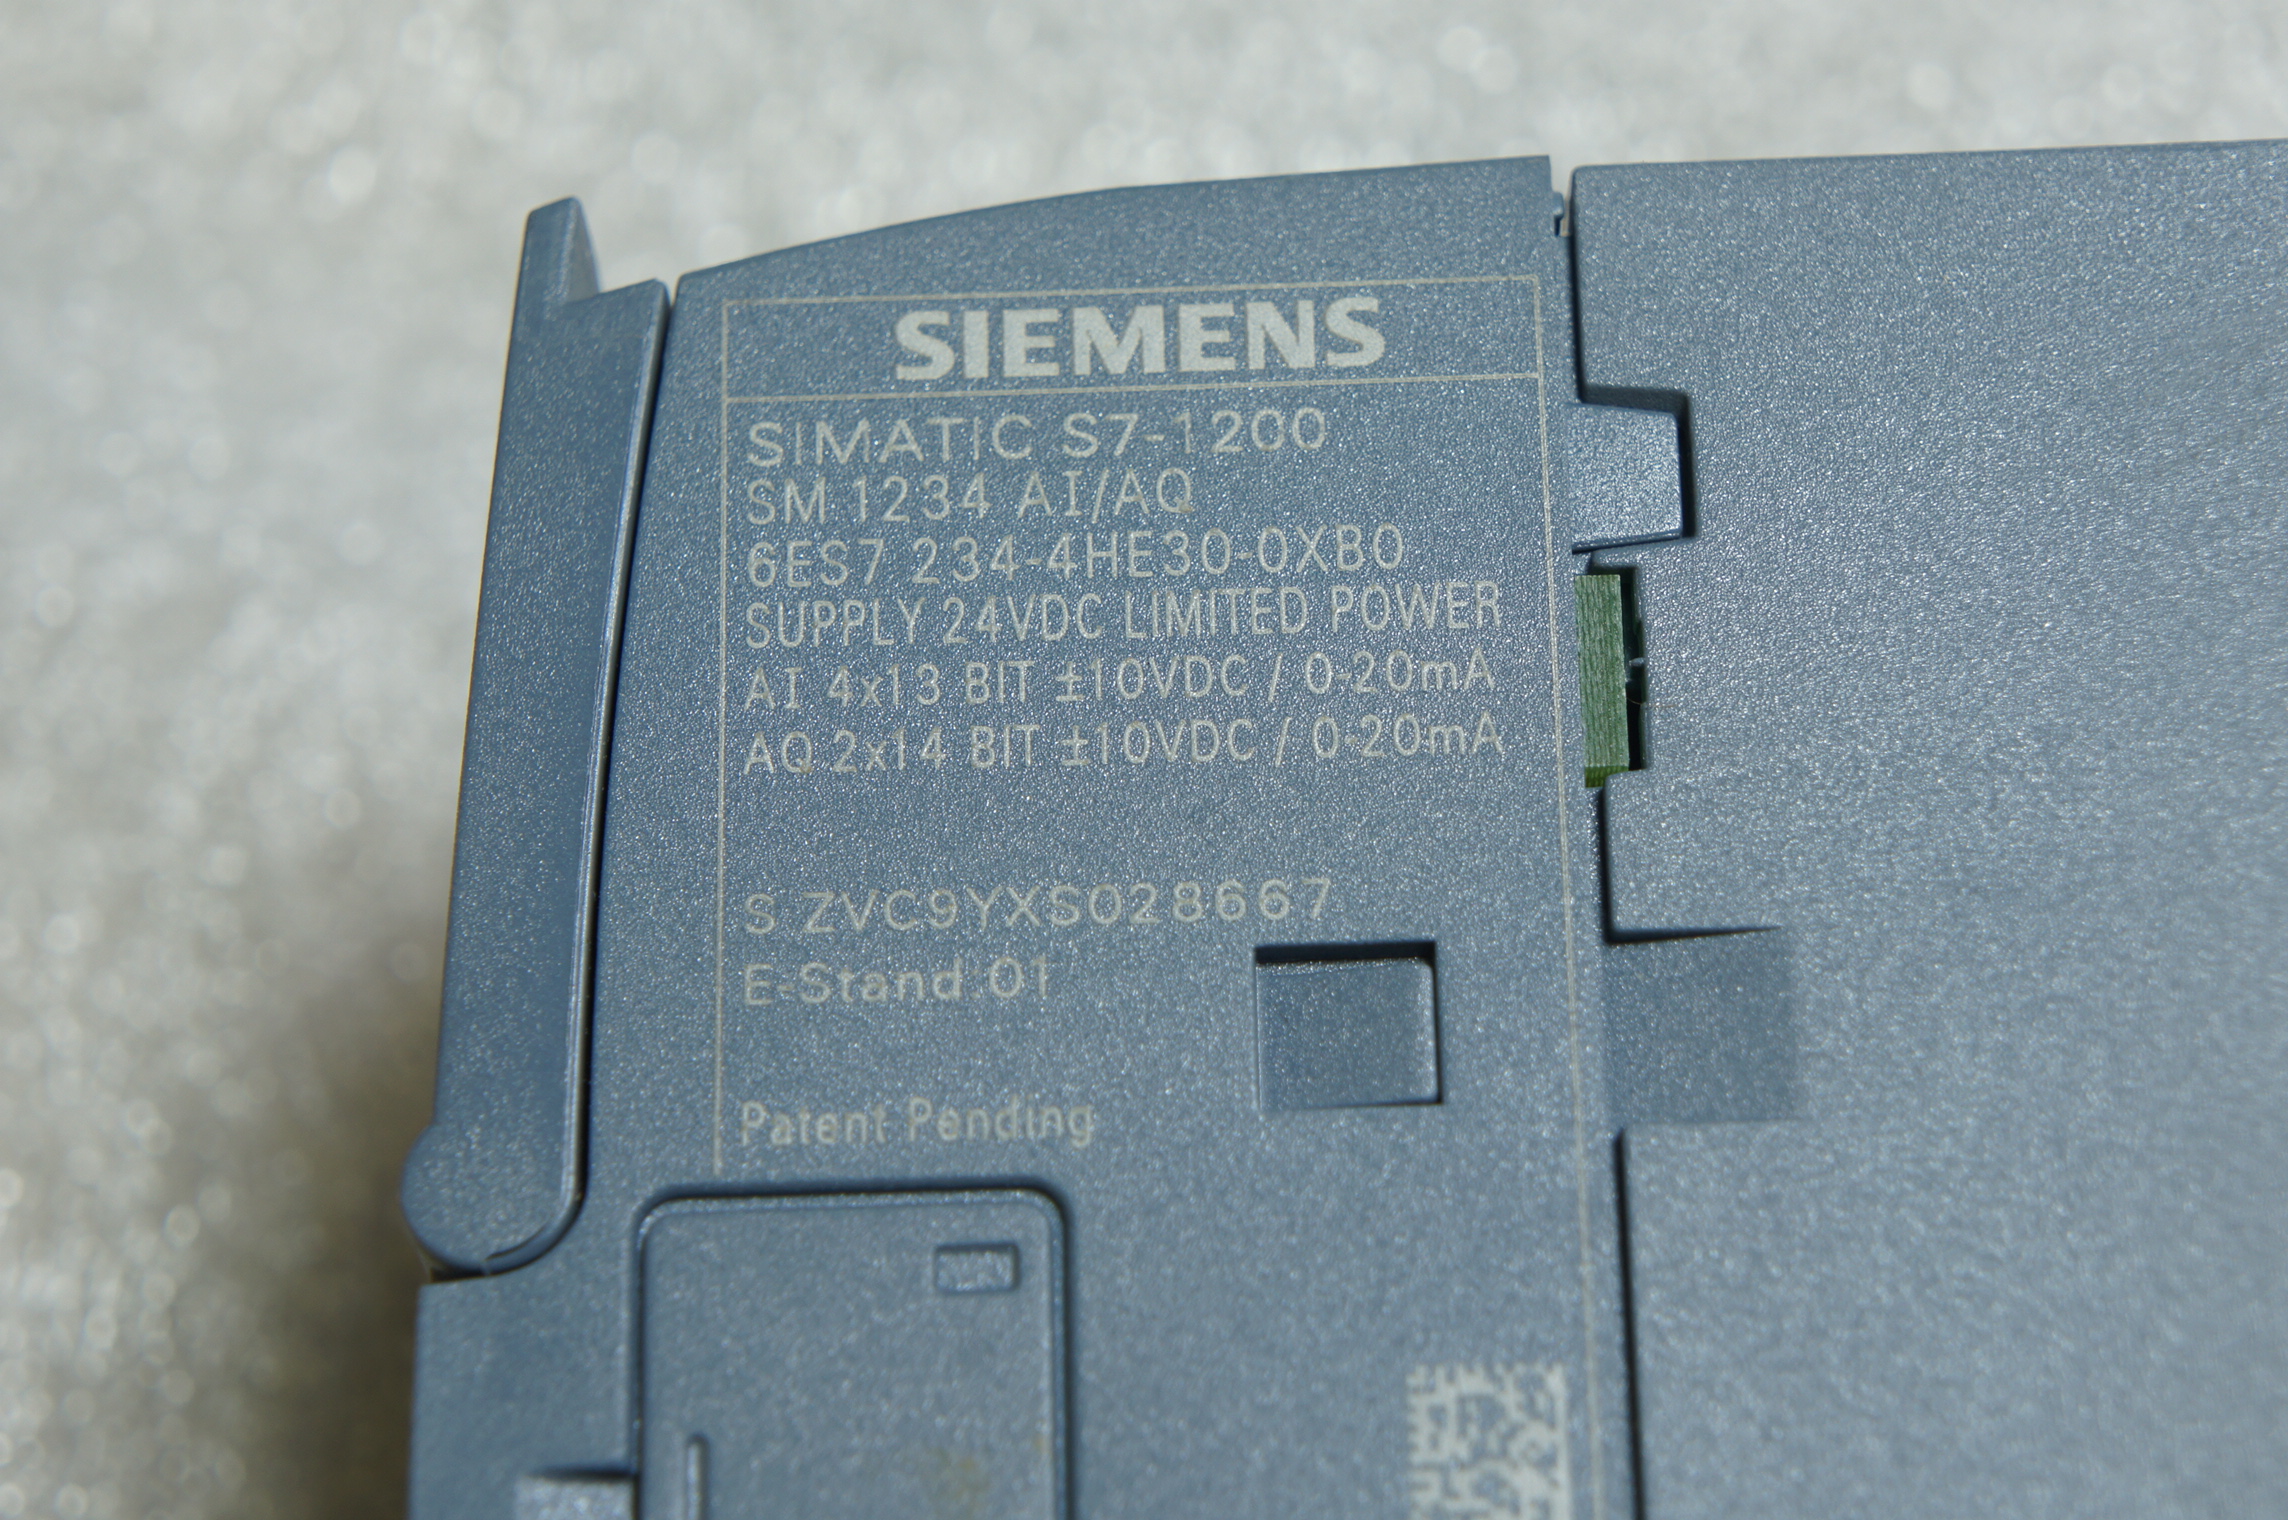 SIEMENS
SIMATIC S7-1200
SM 1234 AI/AQ
6ES7 234-4HE30-0XB0
SUPPLY 24VDC LIMITED POWER
AI 4x13 BIT ±10VDC / 0-20mA
AQ 2x14 BIT ±10VDC / 0-20mA
S ZVC9YXS028667
E-Stand:01
Patent Pending